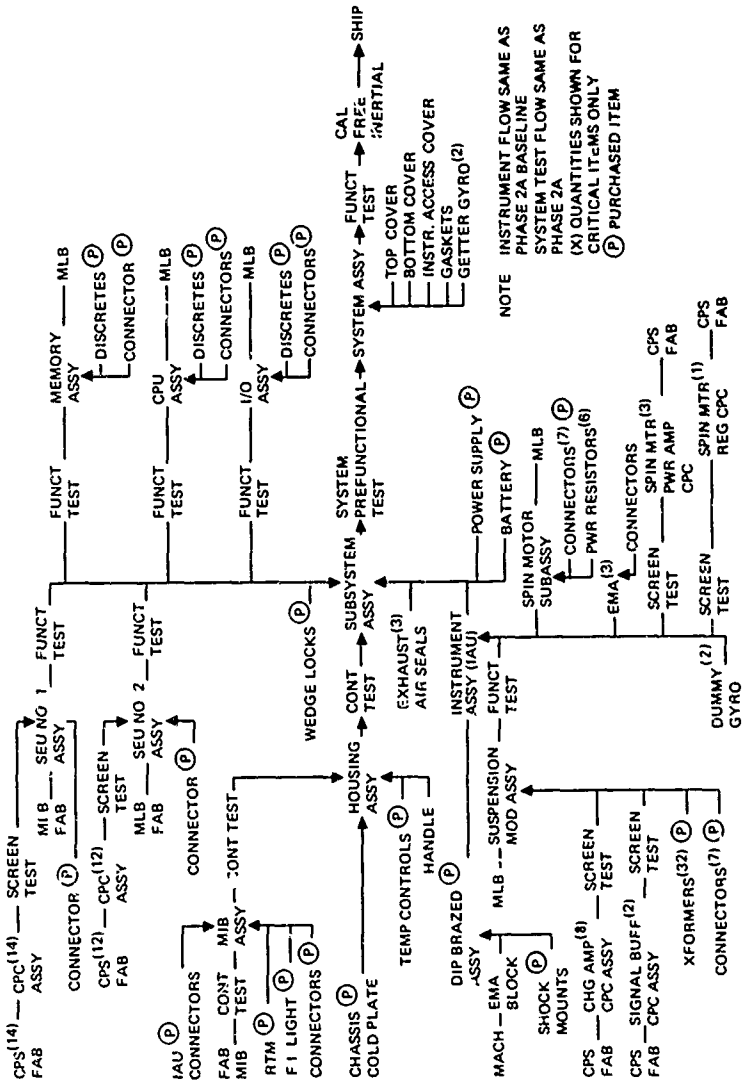 CPS(14)
FAB
CPC(14)
ASSY
SCREEN
TEST
MLB
FAB
SEU NO 1
ASSY
FUNCT
TEST
CONNECTOR (P)
CPS(12)
FAB
CPC(12)
ASSY
SCREEN
TEST
MLB
FAB
SEU NO 2
ASSY
FUNCT
TEST
CONNECTOR (P)
FUNCT
TEST
MEMORY
ASSY
MLB
DISCRETES (P)
CONNECTOR (P)
FUNCT
TEST
CPU
ASSY
MLB
DISCRETES (P)
CONNECTORS (P)
FUNCT
TEST
I/O
ASSY
MLB
DISCRETES (P)
CONNECTORS (P)
WEDGE LOCKS (P)
IAU (P)
CONNECTORS
FAB
MIB
CONT
TEST
MIB
ASSY
CONT TEST
RTM (P)
F I LIGHT (P)
CONNECTORS (P)
CHASSIS (P)
COLD PLATE
HOUSING
ASSY
CONT
TEST
SUBSYSTEM
ASSY
SYSTEM
PREFUNCTIONAL
TEST
SYSTEM ASSY
FUNCT
TEST
CAL
FREE
INERTIAL
SHIP
TEMP CONTROLS (P)
HANDLE
EXHAUST(3)
AIR SEALS
TOP COVER
BOTTOM COVER
INSTR. ACCESS COVER
GASKETS
GETTER GYRO(2)
DIP BRAZED (P)
ASSY
INSTRUMENT
ASSY (IAU)
POWER SUPPLY (P)
BATTERY (P)
MACH
EMA
BLOCK
SHOCK (P)
MOUNTS
MLB
SUSPENSION
MOD ASSY
FUNCT
TEST
SPIN MOTOR
SUBASSY
MLB
CONNECTORS(7) (P)
PWR RESISTORS(6)
EMA(3)
CONNECTORS
CPS
FAB
CHG AMP(8)
CPC ASSY
SCREEN
TEST
SCREEN
TEST
SPIN MTR(3)
PWR AMP
CPC
CPS
FAB
CPS
FAB
SIGNAL BUFF(2)
CPC ASSY
SCREEN
TEST
SCREEN
TEST
SPIN MTR(1)
REG CPC
CPS
FAB
XFORMERS(32) (P)
CONNECTORS(7) (P)
DUMMY(2)
GYRO
NOTE INSTRUMENT FLOW SAME AS
PHASE 2A BASELINE
SYSTEM TEST FLOW SAME AS
PHASE 2A
(X) QUANTITIES SHOWN FOR
CRITICAL ITEMS ONLY
(P) PURCHASED ITEM